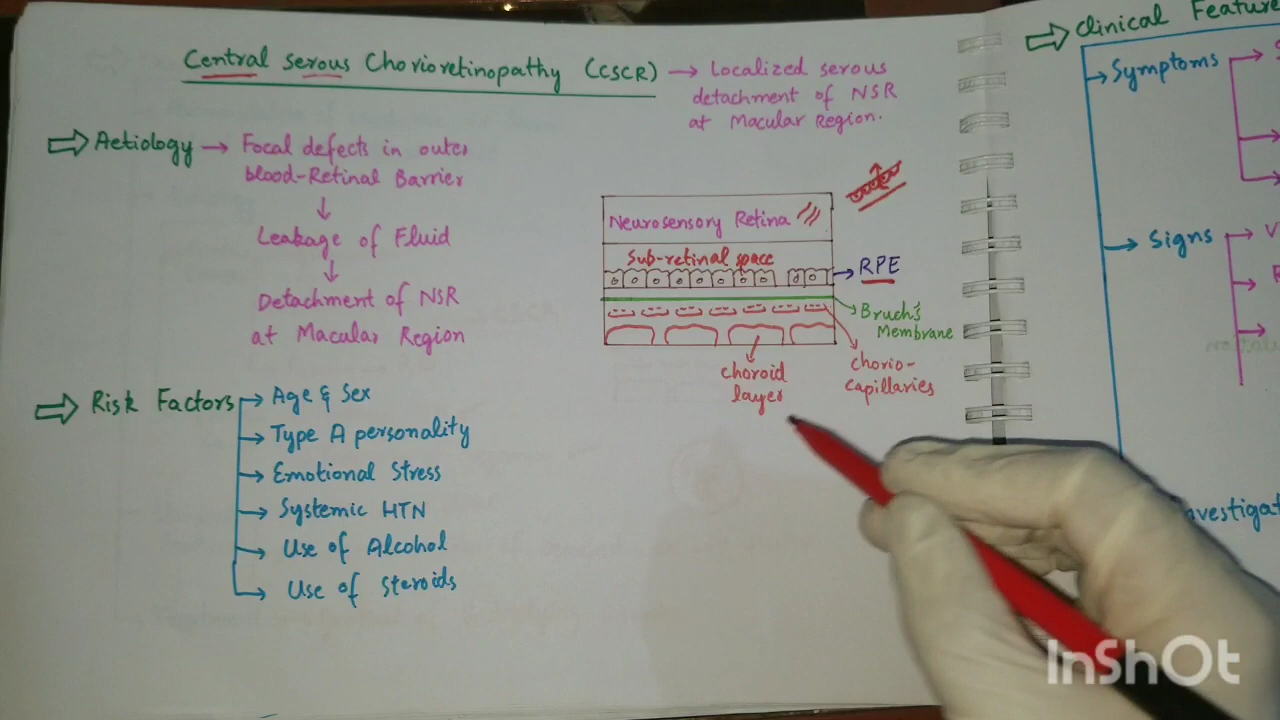 Central Serous Chorioretinopathy (CSCR) → Localized serous
detachment of NSR
at Macular Region.
⇒ Aetiology → Focal defects in outer
blood-Retinal Barrier
↓
Leakage of Fluid
↓
Detachment of NSR
at Macular Region
Neurosensory Retina
Sub-retinal space
→ RPE
Bruch's
Membrane
chorio-
capillaries
choroid
layer
⇒ Risk Factors → Age & Sex
→ Type A personality
→ Emotional Stress
→ Systemic HTN
→ Use of Alcohol
→ Use of Steroids
⇒ Clinical Feature
→ Symptoms
→ Signs
nvestigat
InShOt